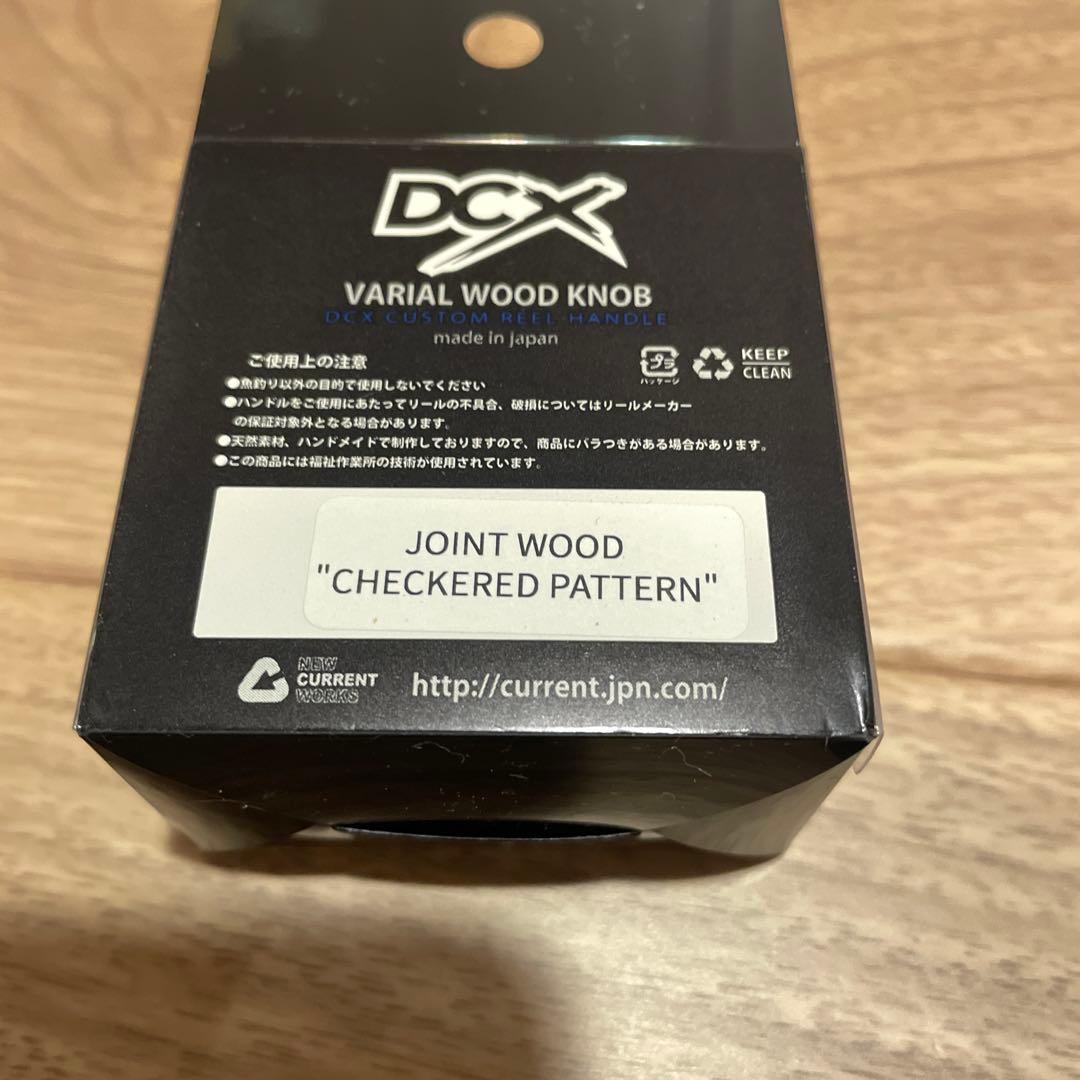 DCX
VARIAL WOOD KNOB
DCX CUSTOM REEL HANDLE
made in Japan
ご使用上の注意
プラ
パッケージ
KEEP
CLEAN
●魚釣り以外の目的で使用しないでください
●ハンドルをご使用にあたってリールの不具合、破損についてはリールメーカー
の保証対象外となる場合があります。
●天然素材、ハンドメイドで制作しておりますので、商品にバラつきがある場合があります。
●この商品には福祉作業所の技術が使用されています。
JOINT WOOD
"CHECKERED PATTERN"
NEW
CURRENT
WORKS
http://current.jpn.com/